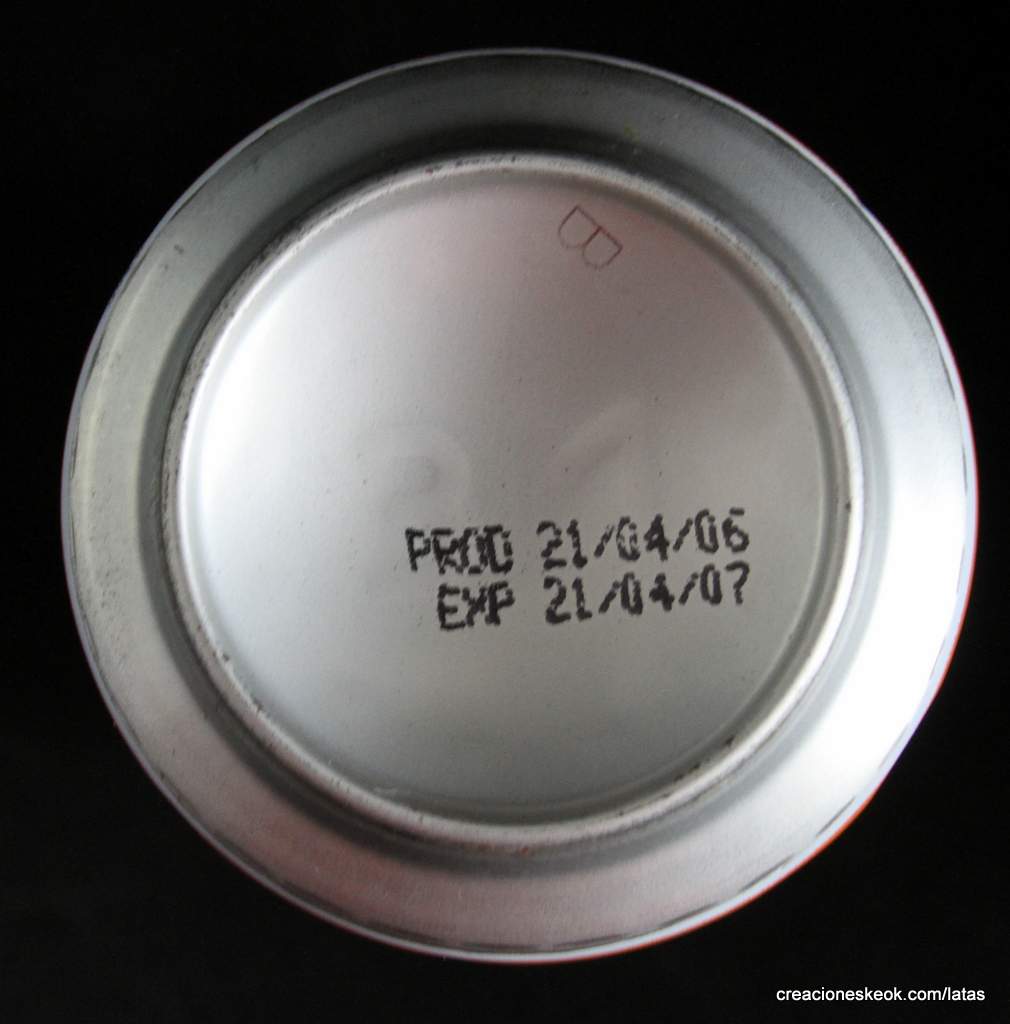 B
PROD 21/04/06
EXP 21/04/07
creacioneskeok.com/latas